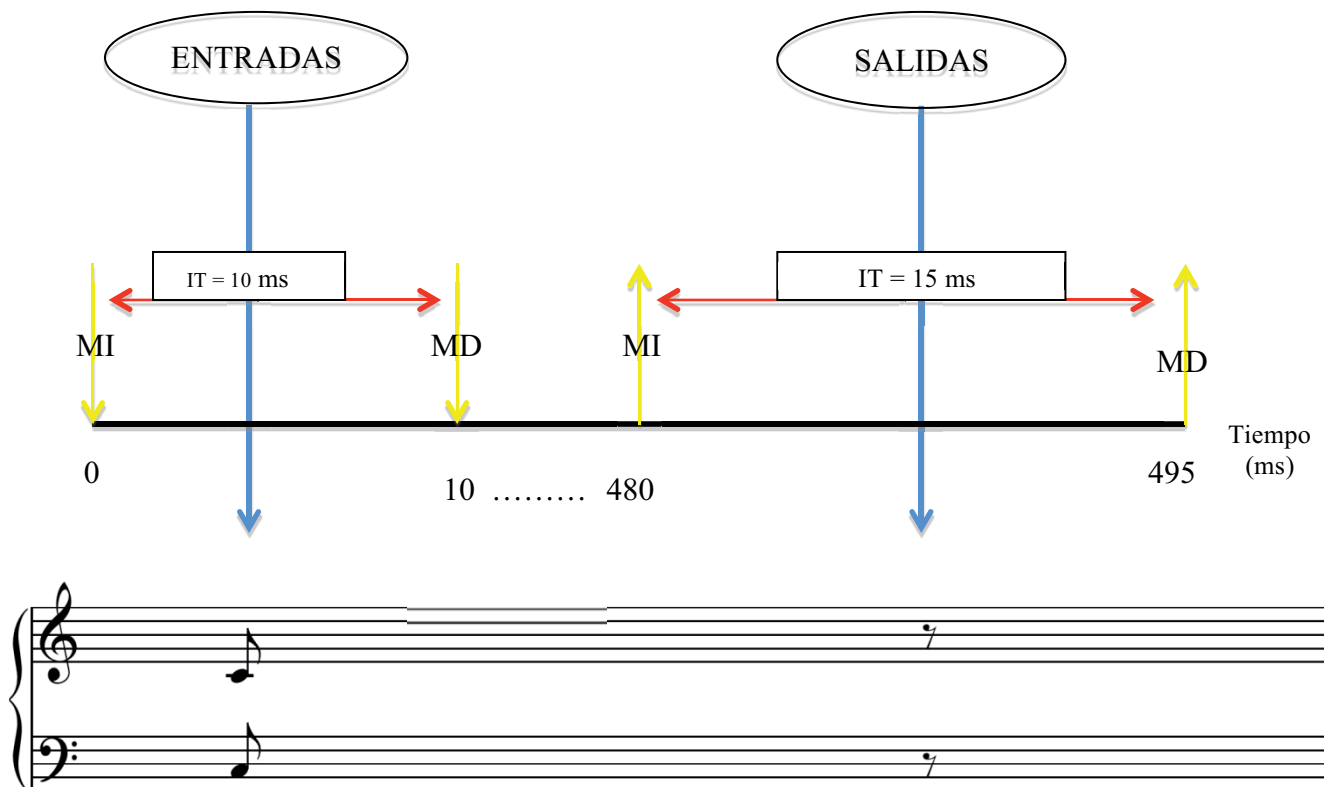 ENTRADAS
SALIDAS
IT = 10 ms
IT = 15 ms
MI
MD
MI
MD
0
10 ......... 480
495
Tiempo
(ms)